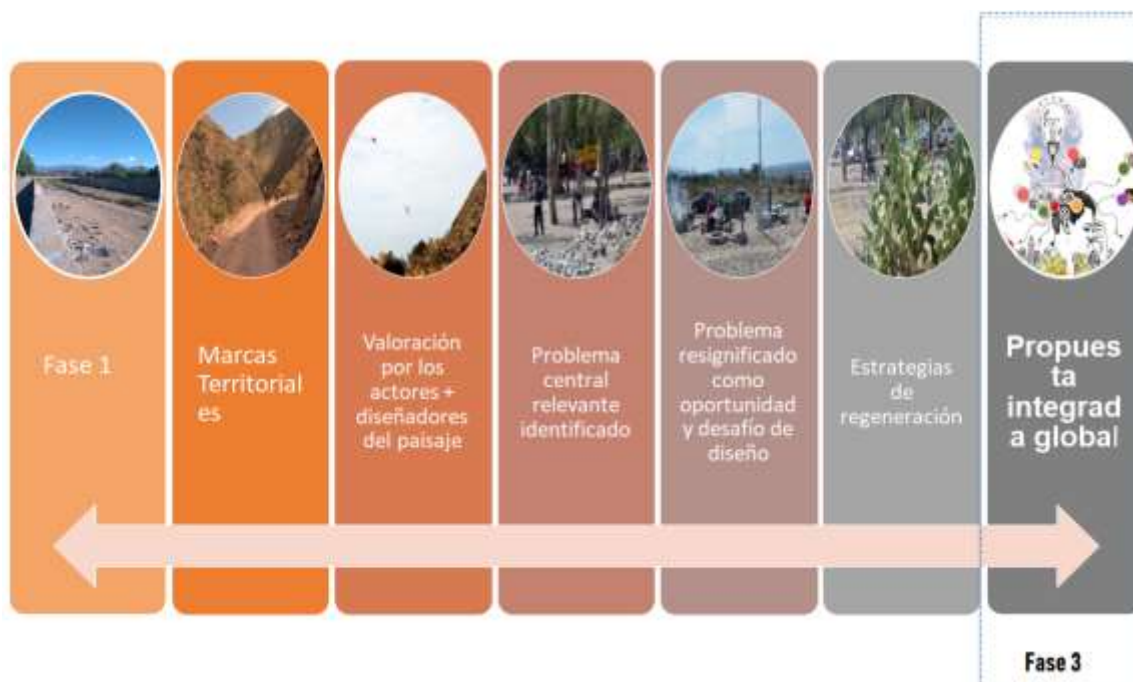 Fase 1
Marcas
Territorial
es
Valoración
por los
actores +
diseñadores
del paisaje
Problema
central
relevante
identificado
Problema
resignificado
como
oportunidad
y desafío de
diseño
Estrategias
de
regeneración
Propues
ta
integrad
a global
Fase 3